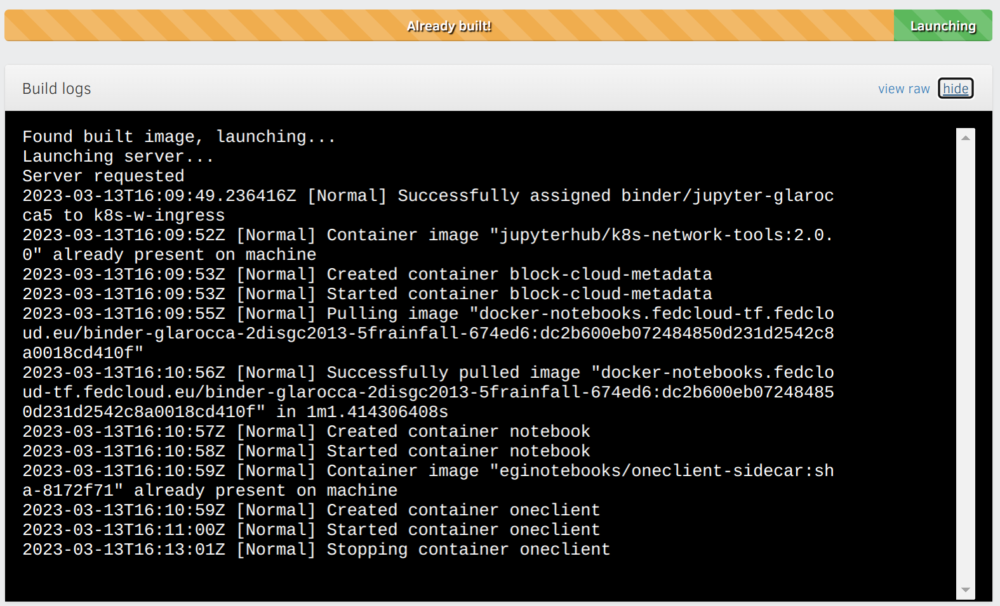 Already built!
Launching
Build logs
view raw
hide
Found built image, launching...
Launching server...
Server requested
2023-03-13T16:09:49.236416Z [Normal] Successfully assigned binder/jupyter-glaroc
ca5 to k8s-w-ingress
2023-03-13T16:09:52Z [Normal] Container image "jupyterhub/k8s-network-tools:2.0.
0" already present on machine
2023-03-13T16:09:53Z [Normal] Created container block-cloud-metadata
2023-03-13T16:09:53Z [Normal] Started container block-cloud-metadata
2023-03-13T16:09:55Z [Normal] Pulling image "docker-notebooks.fedcloud-tf.fedclo
ud.eu/binder-glarocca-2disgc2013-5frainfall-674ed6:dc2b600eb072484850d231d2542c8
a0018cd410f"
2023-03-13T16:10:56Z [Normal] Successfully pulled image "docker-notebooks.fedclo
ud-tf.fedcloud.eu/binder-glarocca-2disgc2013-5frainfall-674ed6:dc2b600eb07248485
0d231d2542c8a0018cd410f" in 1m1.414306408s
2023-03-13T16:10:57Z [Normal] Created container notebook
2023-03-13T16:10:58Z [Normal] Started container notebook
2023-03-13T16:10:59Z [Normal] Container image "eginotebooks/oneclient-sidecar:sh
a-8172f71" already present on machine
2023-03-13T16:10:59Z [Normal] Created container oneclient
2023-03-13T16:11:00Z [Normal] Started container oneclient
2023-03-13T16:13:01Z [Normal] Stopping container oneclient